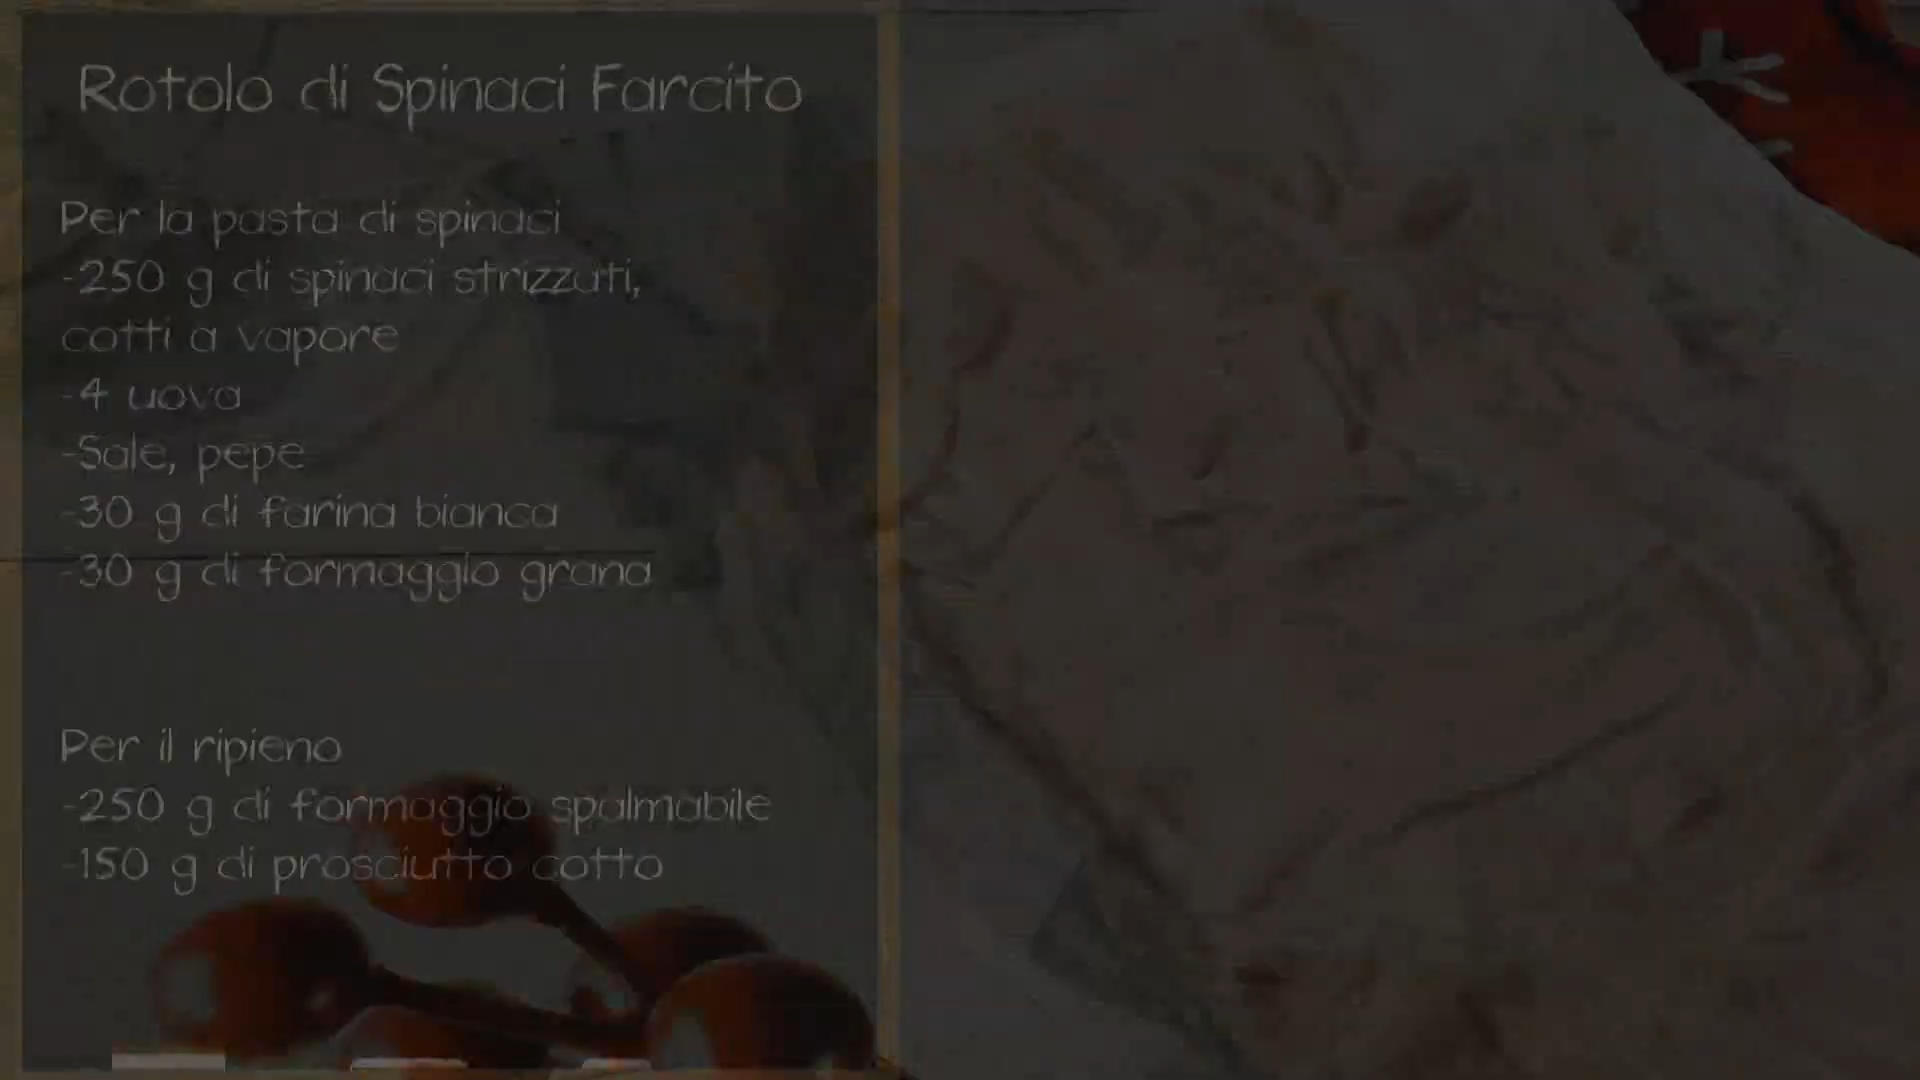 Rotolo di Spinaci Farcito
Per la pasta di spinaci
-250 g di spinaci strizzati,
cotti a vapore
-4 uova
-Sale, pepe
-30 g di farina bianca
-30 g di formaggio grana
Per il ripieno
-250 g di formaggio spalmabile
-150 g di prosciutto cotto